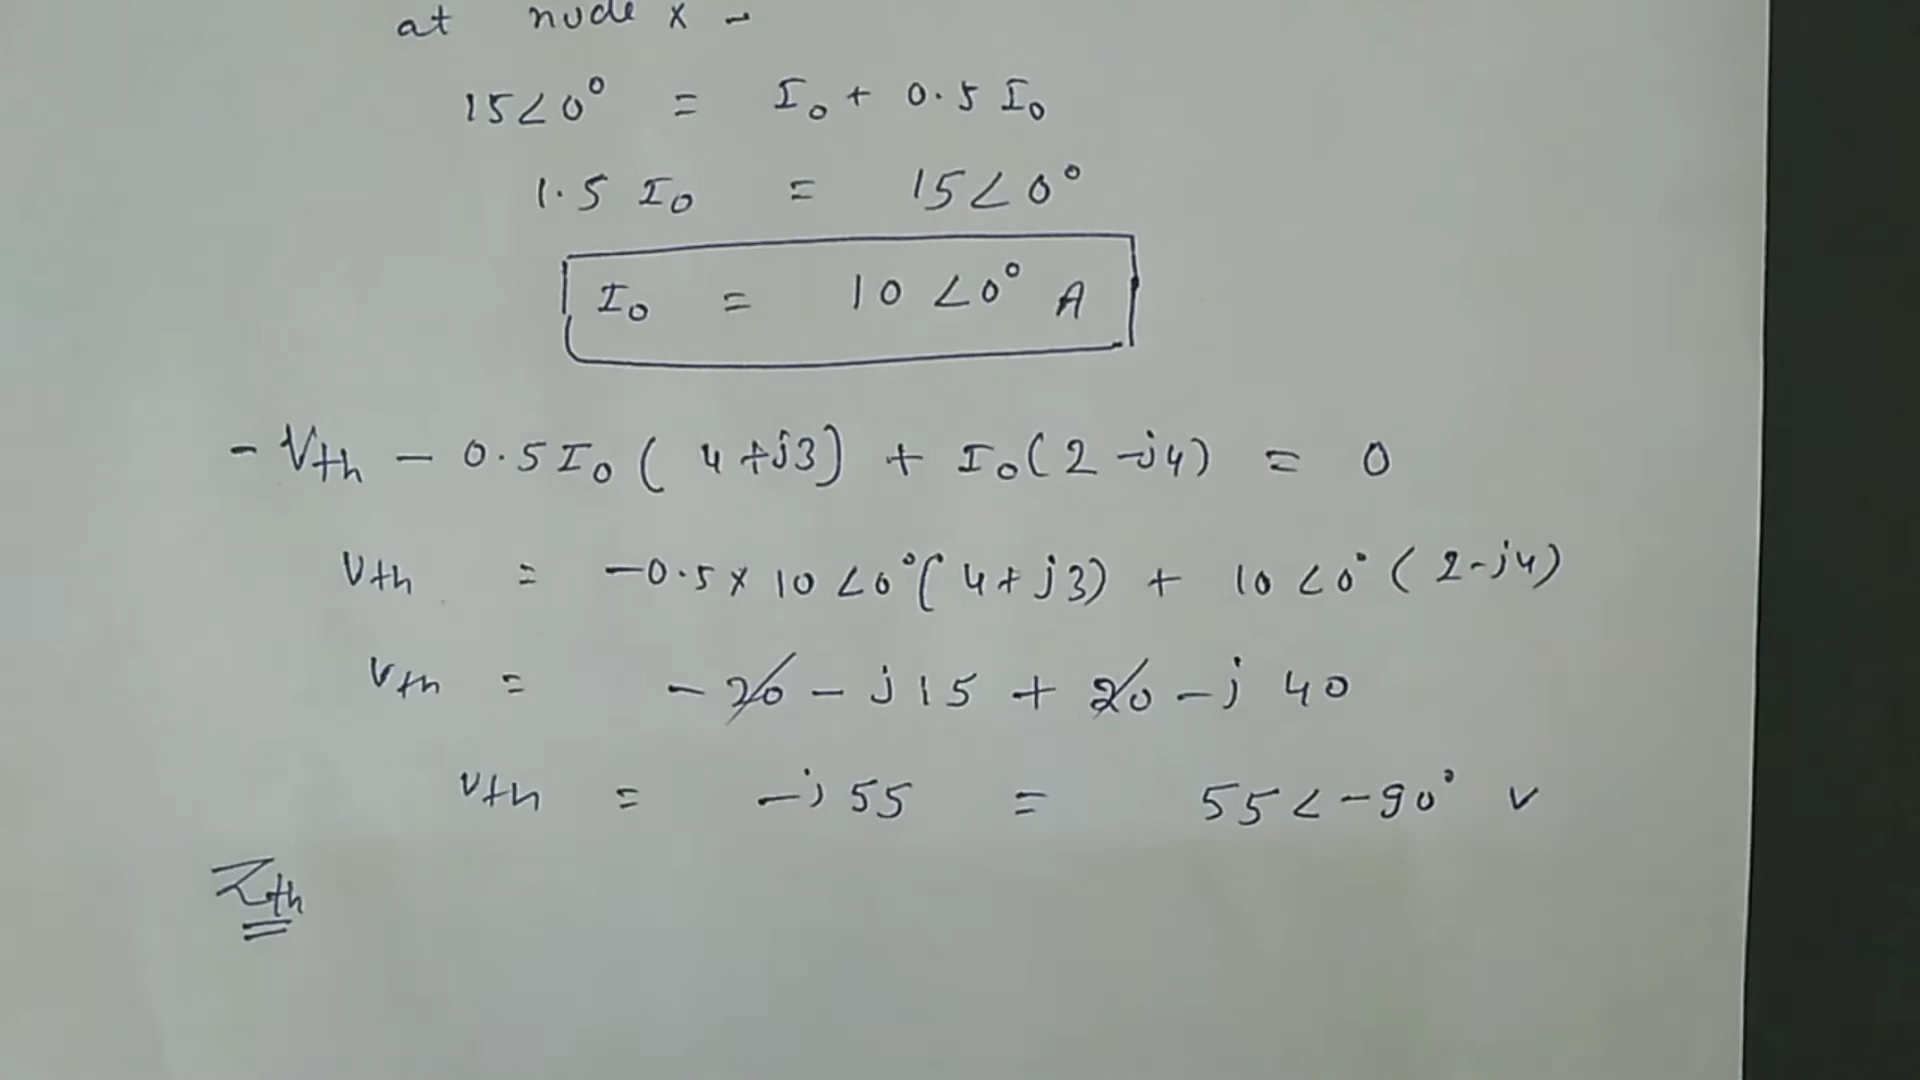 at node x -
15∠0° = I₀ + 0.5 I₀
1.5 I₀ = 15∠0°
I₀ = 10∠0° A
- Vth - 0.5 I₀ (4+j3) + I₀(2-j4) = 0
Vth = -0.5×10∠0°(4+j3) + 10∠0°(2-j4)
Vth = -20 - j15 + 20 - j 40
Vth = -j 55 = 55∠-90° V
Zth